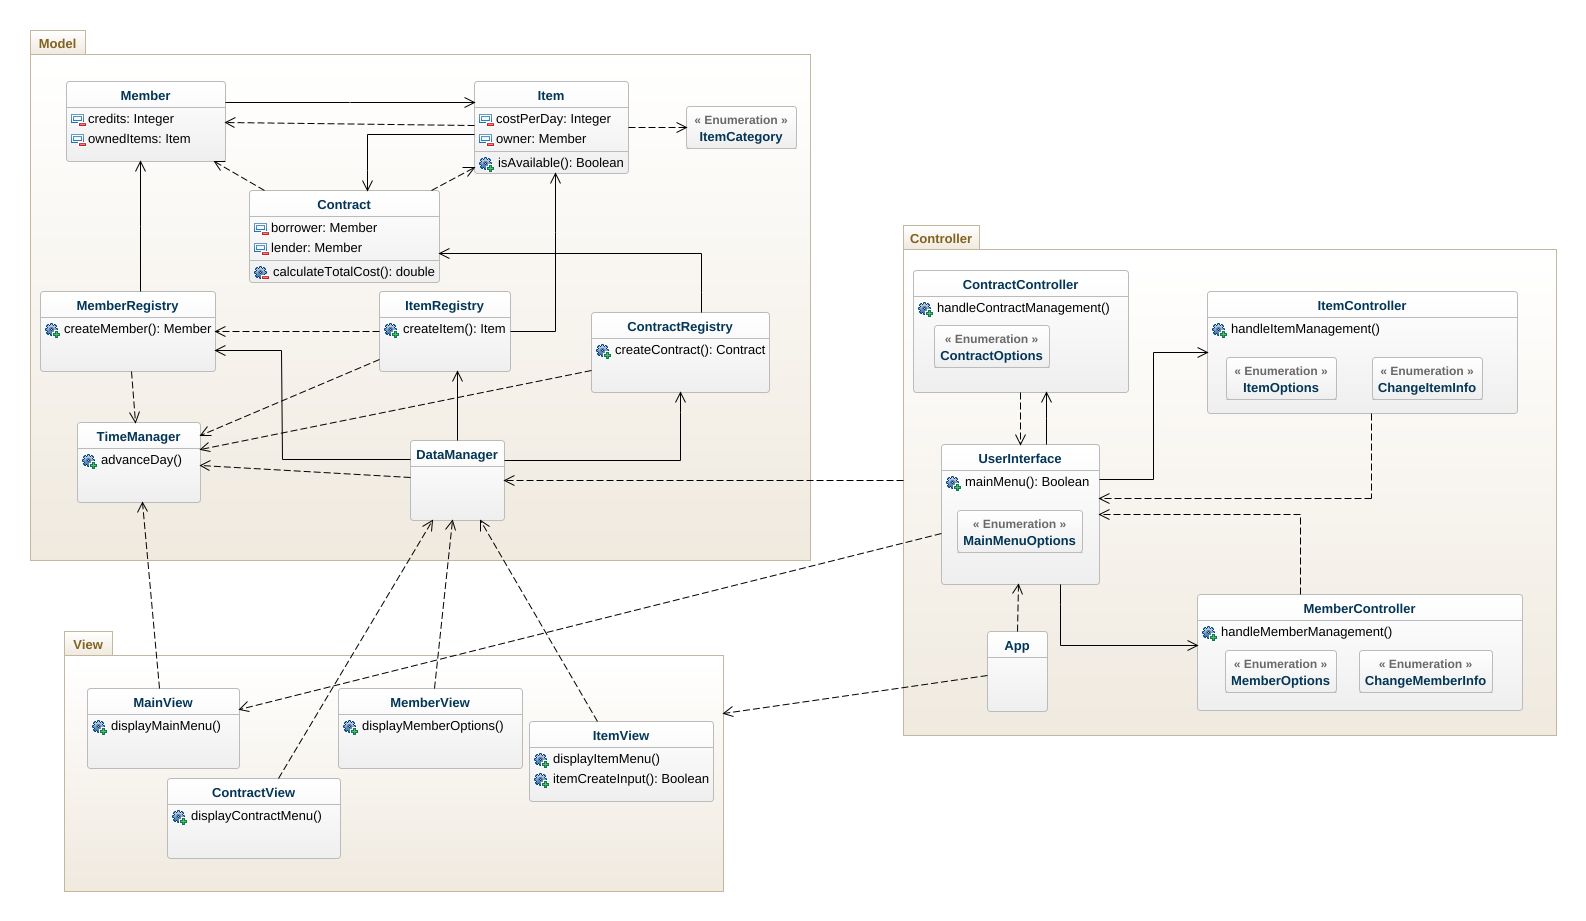 Model
Member
credits: Integer
ownedItems: Item
Item
costPerDay: Integer
owner: Member
isAvailable(): Boolean
« Enumeration »
ItemCategory
Contract
borrower: Member
lender: Member
calculateTotalCost(): double
MemberRegistry
createMember(): Member
ItemRegistry
createItem(): Item
ContractRegistry
createContract(): Contract
TimeManager
advanceDay()
DataManager
Controller
ContractController
handleContractManagement()
« Enumeration »
ContractOptions
ItemController
handleItemManagement()
« Enumeration »
ItemOptions
« Enumeration »
ChangeItemInfo
UserInterface
mainMenu(): Boolean
« Enumeration »
MainMenuOptions
App
MemberController
handleMemberManagement()
« Enumeration »
MemberOptions
« Enumeration »
ChangeMemberInfo
View
MainView
displayMainMenu()
MemberView
displayMemberOptions()
ItemView
displayItemMenu()
itemCreateInput(): Boolean
ContractView
displayContractMenu()